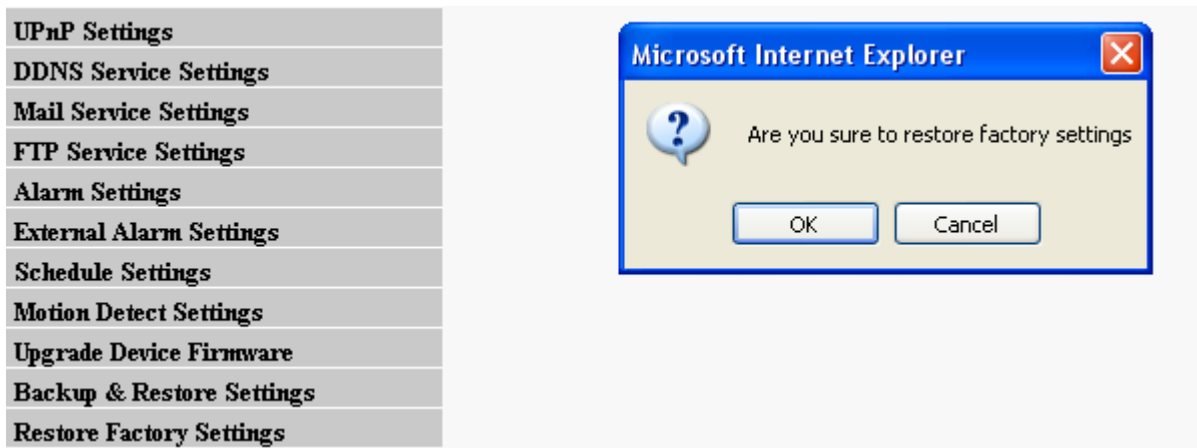 UPnP Settings
DDNS Service Settings
Mail Service Settings
FTP Service Settings
Alarm Settings
External Alarm Settings
Schedule Settings
Motion Detect Settings
Upgrade Device Firmware
Backup & Restore Settings
Restore Factory Settings
Microsoft Internet Explorer
Are you sure to restore factory settings
OK
Cancel